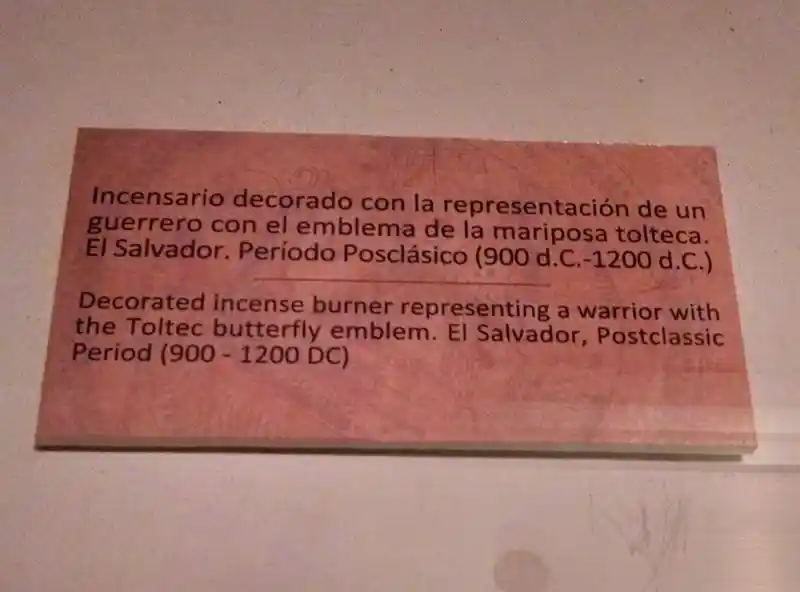 Incensario decorado con la representación de un
guerrero con el emblema de la mariposa tolteca.
El Salvador. Período Posclásico (900 d.C.-1200 d.C.)
Decorated incense burner representing a warrior with
the Toltec butterfly emblem. El Salvador, Postclassic
Period (900 - 1200 DC)